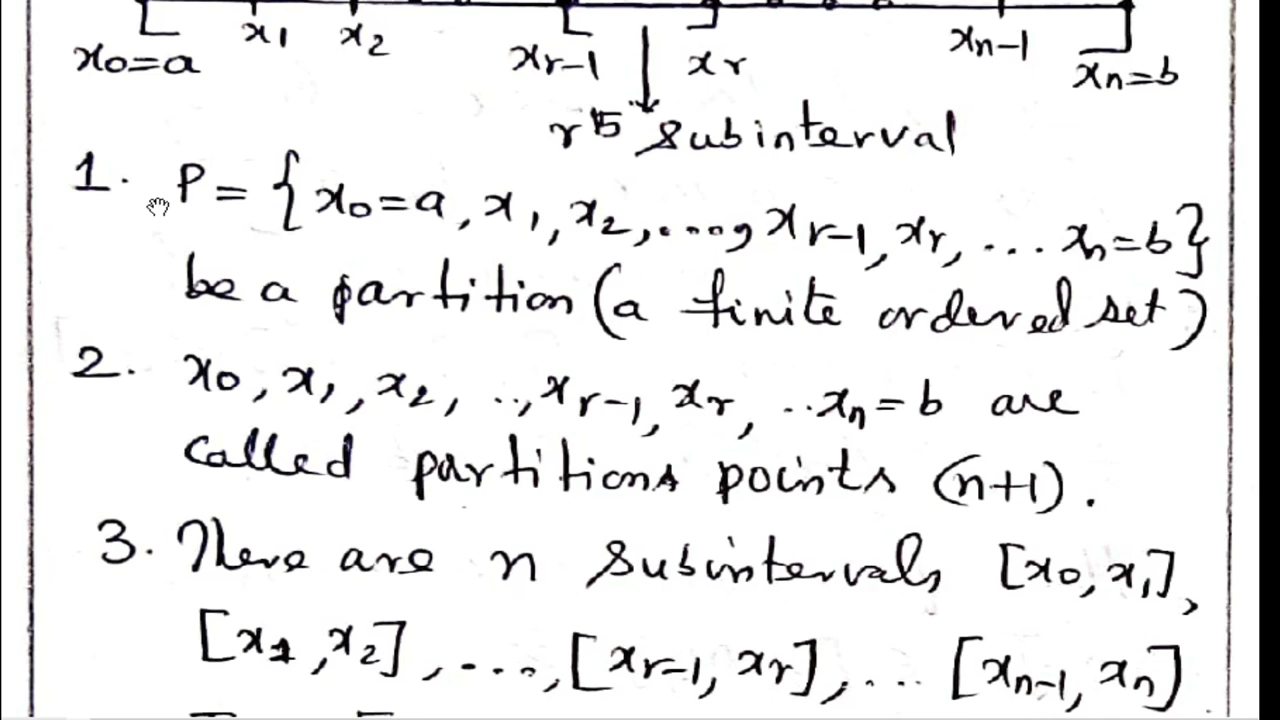 x₀=a x₁ x₂ xᵣ₋₁ xᵣ xₙ₋₁ xₙ=b
rth subinterval
1. P = {x₀=a, x₁, x₂, ...., xᵣ₋₁, xᵣ, ... xₙ=b}
be a partition (a finite ordered set)
2. x₀, x₁, x₂, .., xᵣ₋₁, xᵣ, ..xₙ=b are
called partitions points (n+1).
3. There are n subintervals [x₀, x₁],
[x₁, x₂], ...., [xᵣ₋₁, xᵣ], ... [xₙ₋₁, xₙ]